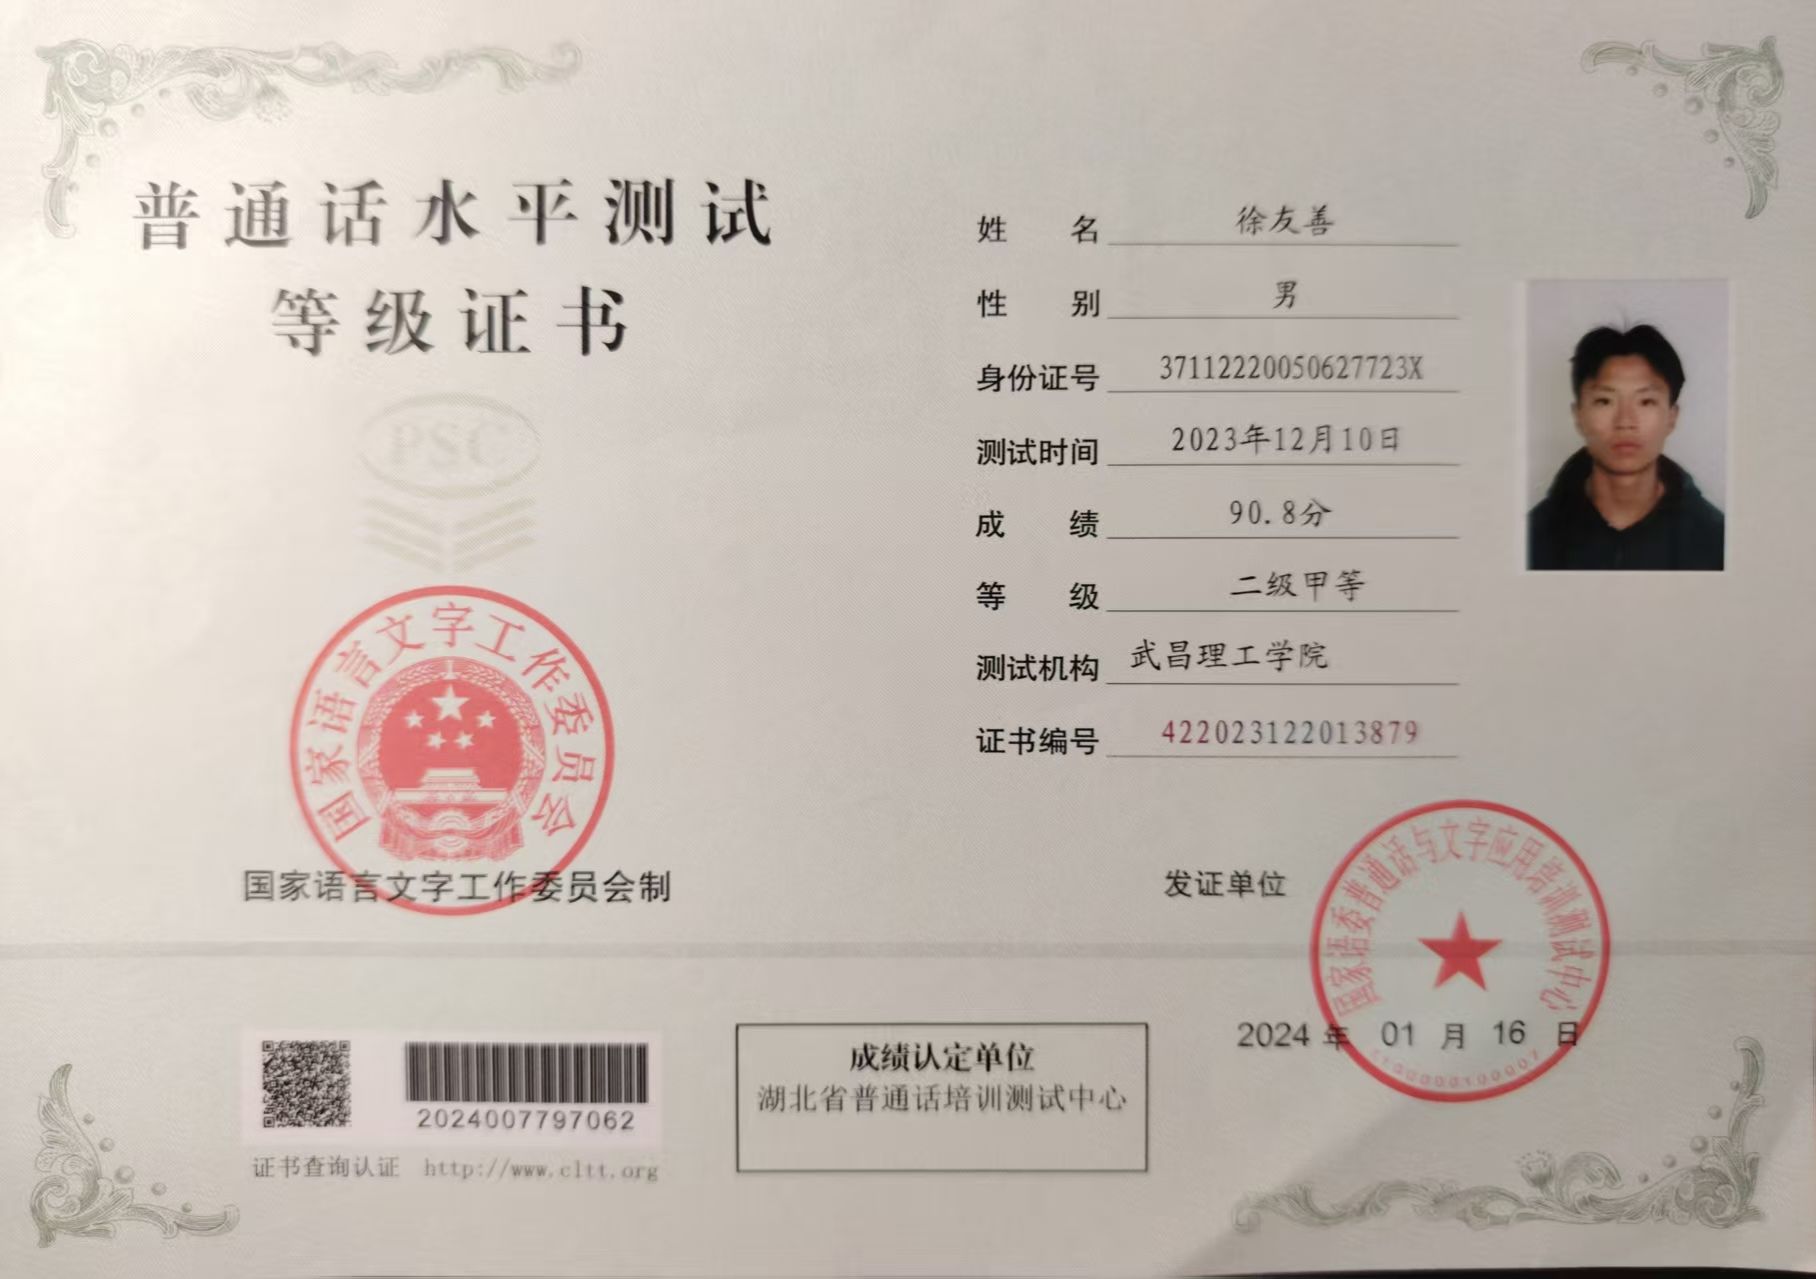 普通话水平测试
等级证书
PSC
国家语言文字工作委员会
国家语言文字工作委员会制
姓名 徐友善
性别 男
身份证号 37112220050627723X
测试时间 2023年12月10日
成绩 90.8分
等级 二级甲等
测试机构 武昌理工学院
证书编号 422023122013879
发证单位
国家语委普通话与文字应用培训测试中心
2024 年 01 月 16 日
2024007797062
证书查询认证 http://www.cltt.org
成绩认定单位
湖北省普通话培训测试中心